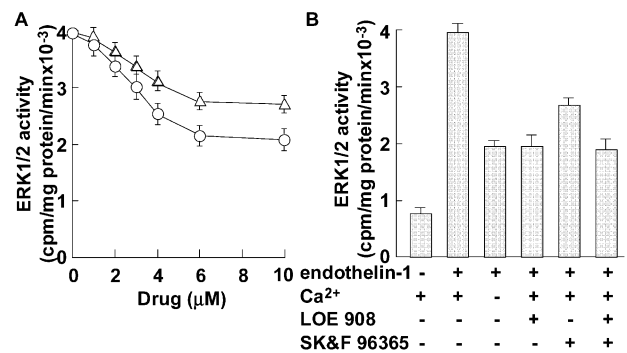 A
ERK1/2 activity
(cpm/mg protein/minx10-3)
4
3
2
1
0
0 2 4 6 8 10
Drug (μM)
B
ERK1/2 activity
(cpm/mg protein/minx10-3)
4
3
2
1
0
endothelin-1 - + + + + +
Ca2+ + + - + + +
LOE 908 - - - + - +
SK&F 96365 - - - - + +